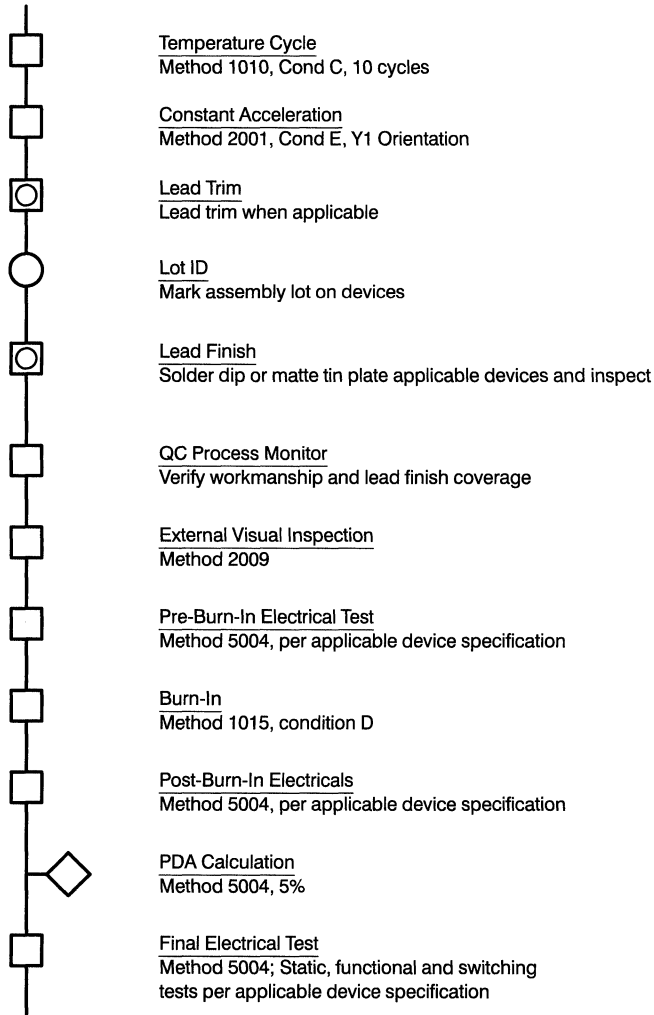 Temperature Cycle
Method 1010, Cond C, 10 cycles
Constant Acceleration
Method 2001, Cond E, Y1 Orientation
Lead Trim
Lead trim when applicable
Lot ID
Mark assembly lot on devices
Lead Finish
Solder dip or matte tin plate applicable devices and inspect
QC Process Monitor
Verify workmanship and lead finish coverage
External Visual Inspection
Method 2009
Pre-Burn-In Electrical Test
Method 5004, per applicable device specification
Burn-In
Method 1015, condition D
Post-Burn-In Electricals
Method 5004, per applicable device specification
PDA Calculation
Method 5004, 5%
Final Electrical Test
Method 5004; Static, functional and switching
tests per applicable device specification